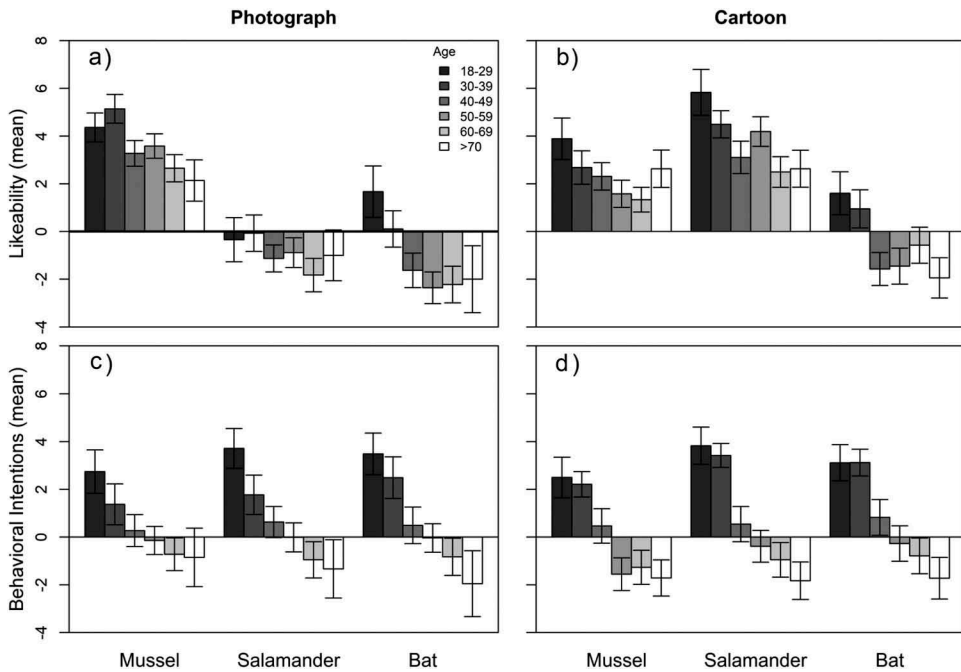 Photograph
Cartoon
Likeability (mean)
8
6
4
2
0
-2
-4
a)
Age
18-29
30-39
40-49
50-59
60-69
>70
b)
Behavioral Intentions (mean)
8
6
4
2
0
-2
-4
c)
d)
Mussel Salamander Bat
Mussel Salamander Bat